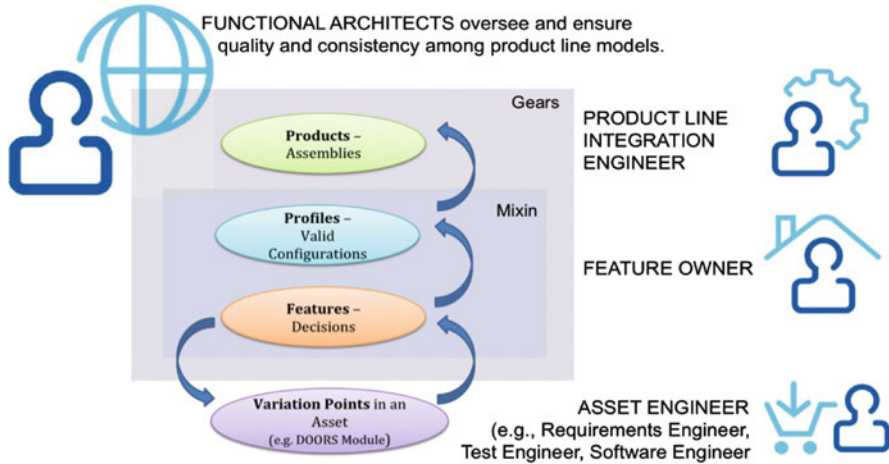 FUNCTIONAL ARCHITECTS oversee and ensure
quality and consistency among product line models.
Gears
Products –
Assemblies
PRODUCT LINE
INTEGRATION
ENGINEER
Mixin
Profiles –
Valid
Configurations
FEATURE OWNER
Features –
Decisions
Variation Points in an
Asset
(e.g. DOORS Module)
ASSET ENGINEER
(e.g., Requirements Engineer,
Test Engineer, Software Engineer